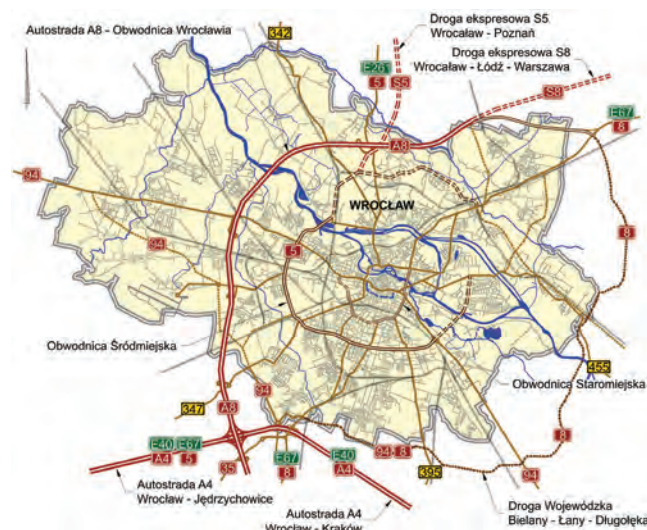 Droga ekspresowa S5
Wrocaław - Poznań
Autostrada A8 - Obwodnica Wrocławia
342
Droga ekspresowa S8
Wrocaław - Łódź - Warszawa
E261
5
S5
S8
E67
8
A8
94
WROCŁAW
94
5
8
Obwodnica Śródmiejska
455
Obwodnica Staromiejska
94
347
A8
8
E40 E67
A4 5
35
E67
8
E40
A4
94 8
395
94
Autostrada A4
Wrocław - Jędrzychowice
Autostrada A4
Wrocław - Kraków
Droga Wojewódzka
Bielany - Łany - Długołęka